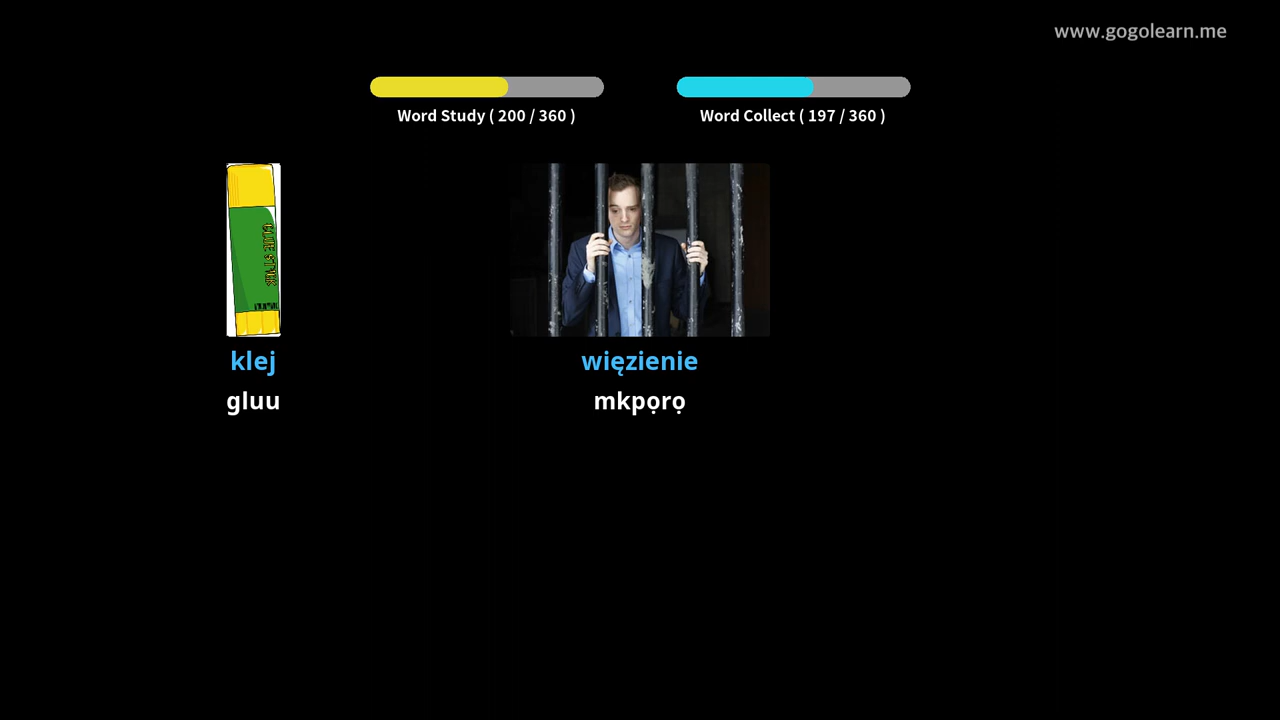 www.gogolearn.me
Word Study ( 200 / 360 )
Word Collect ( 197 / 360 )
klej
gluu
więzienie
mkpọrọ